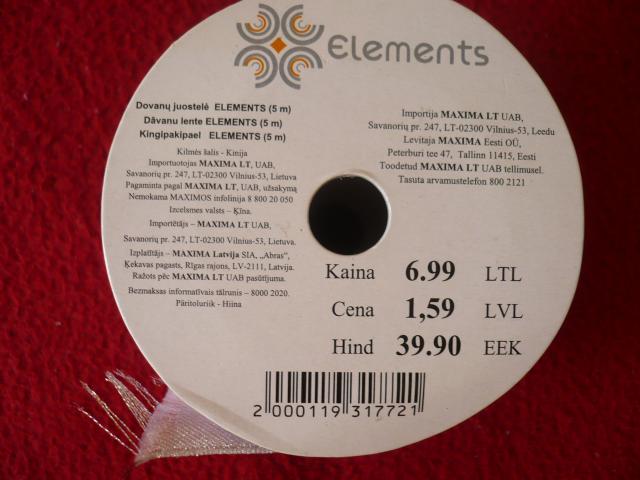 Elements
Dovanų juostelė ELEMENTS (5 m)
Dāvanu lente ELEMENTS (5 m)
Kingipakipael ELEMENTS (5 m)
Kilmės šalis - Kinija
Importuotojas MAXIMA LT, UAB,
Savanorių pr. 247, LT-02300 Vilnius-53, Lietuva
Pagaminta pagal MAXIMA LT, UAB, užsakymą
Nemokama MAXIMOS infolinija 8 800 20 050
Izcelsmes valsts – Ķīna.
Importētājs – MAXIMA LT UAB,
Savanorių pr. 247, LT-02300 Vilnius-53, Lietuva.
Izplatītājs – MAXIMA Latvija SIA, „Abras",
Ķekavas pagasts, Rīgas rajons, LV-2111, Latvija.
Ražots pēc MAXIMA LT UAB pasūtījuma.
Bezmaksas informatīvais tālrunis – 8000 2020.
Päritoluriik - Hiina
Importija MAXIMA LT UAB,
Savanorių pr. 247, LT-02300 Vilnius-53, Leedu
Levitaja MAXIMA Eesti OÜ,
Peterburi tee 47, Tallinn 11415, Eesti
Toodetud MAXIMA LT UAB tellimusel.
Tasuta arvamustelefon 800 2121
Kaina 6.99 LTL
Cena 1,59 LVL
Hind 39.90 EEK
2 000119 317721